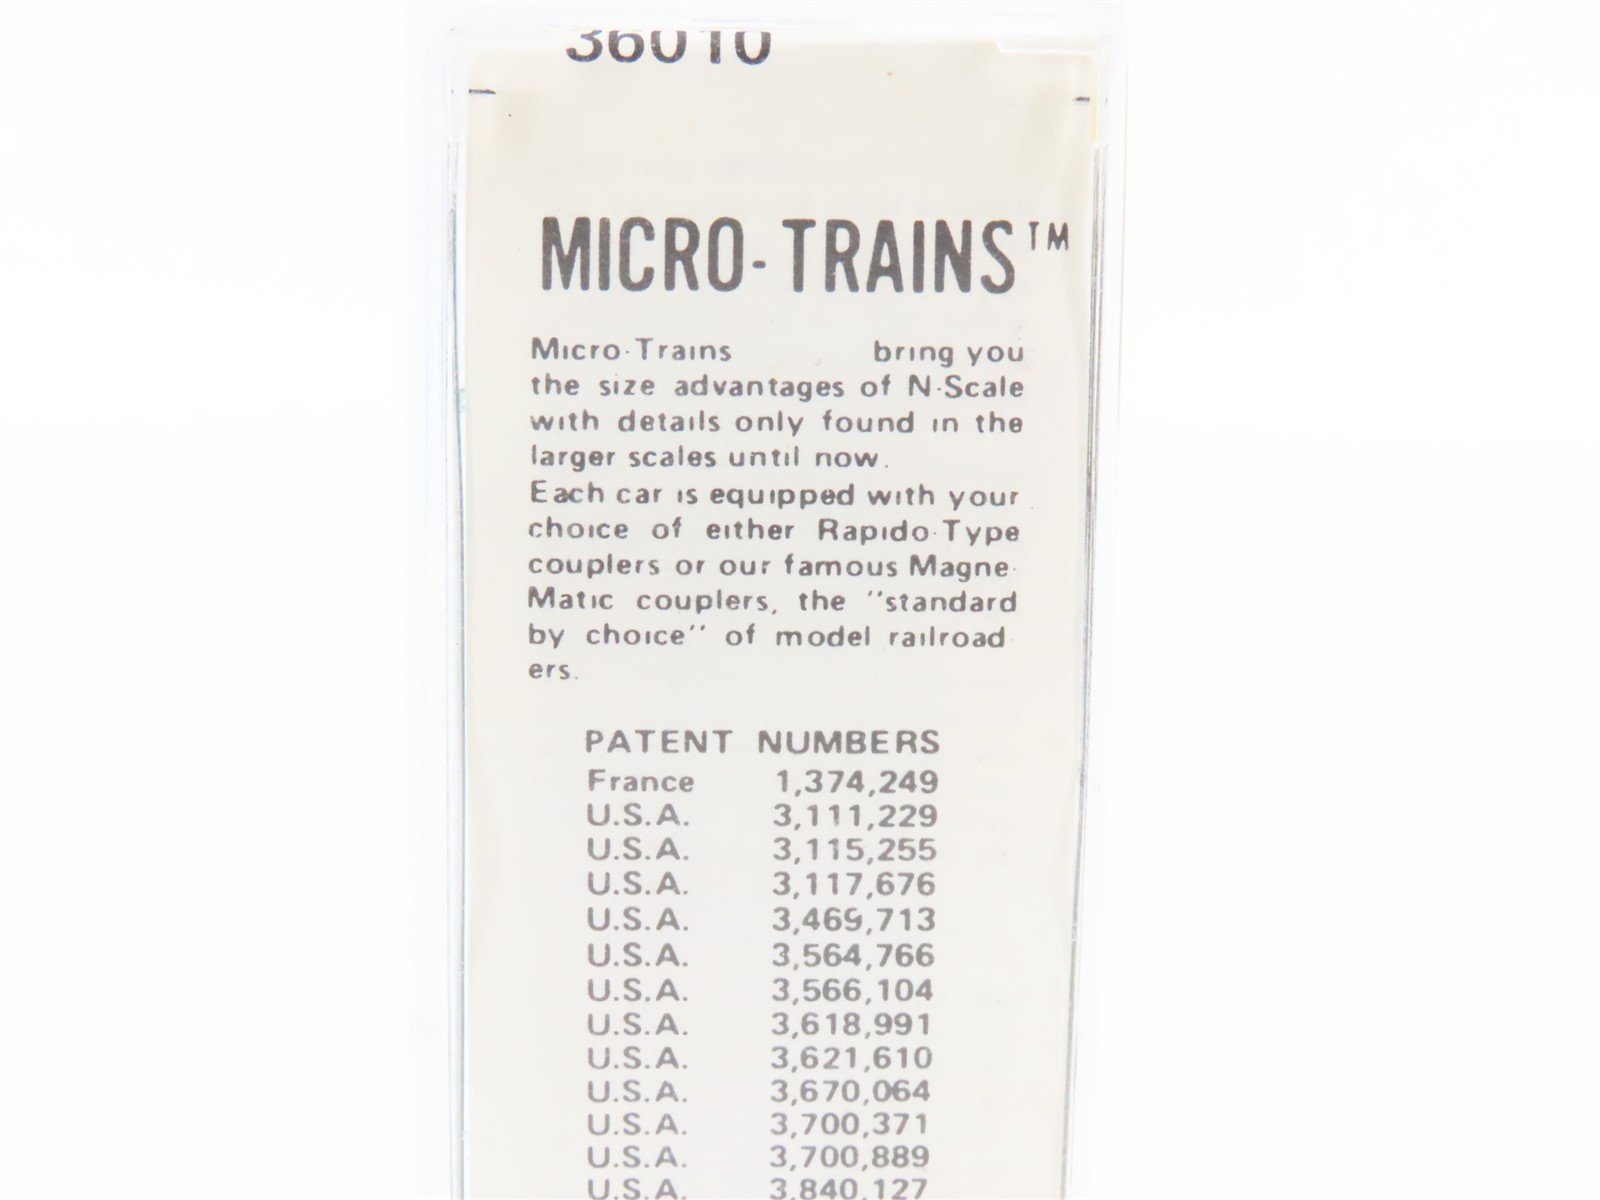 36010
MICRO-TRAINS™
Micro-Trains bring you
the size advantages of N-Scale
with details only found in the
larger scales until now.
Each car is equipped with your
choice of either Rapido-Type
couplers or our famous Magne-
Matic couplers, the "standard
by choice" of model railroad-
ers.
PATENT NUMBERS
France 1,374,249
U.S.A. 3,111,229
U.S.A. 3,115,255
U.S.A. 3,117,676
U.S.A. 3,469,713
U.S.A. 3,564,766
U.S.A. 3,566,104
U.S.A. 3,618,991
U.S.A. 3,621,610
U.S.A. 3,670,064
U.S.A. 3,700,371
U.S.A. 3,700,889
U.S.A. 3,840,127